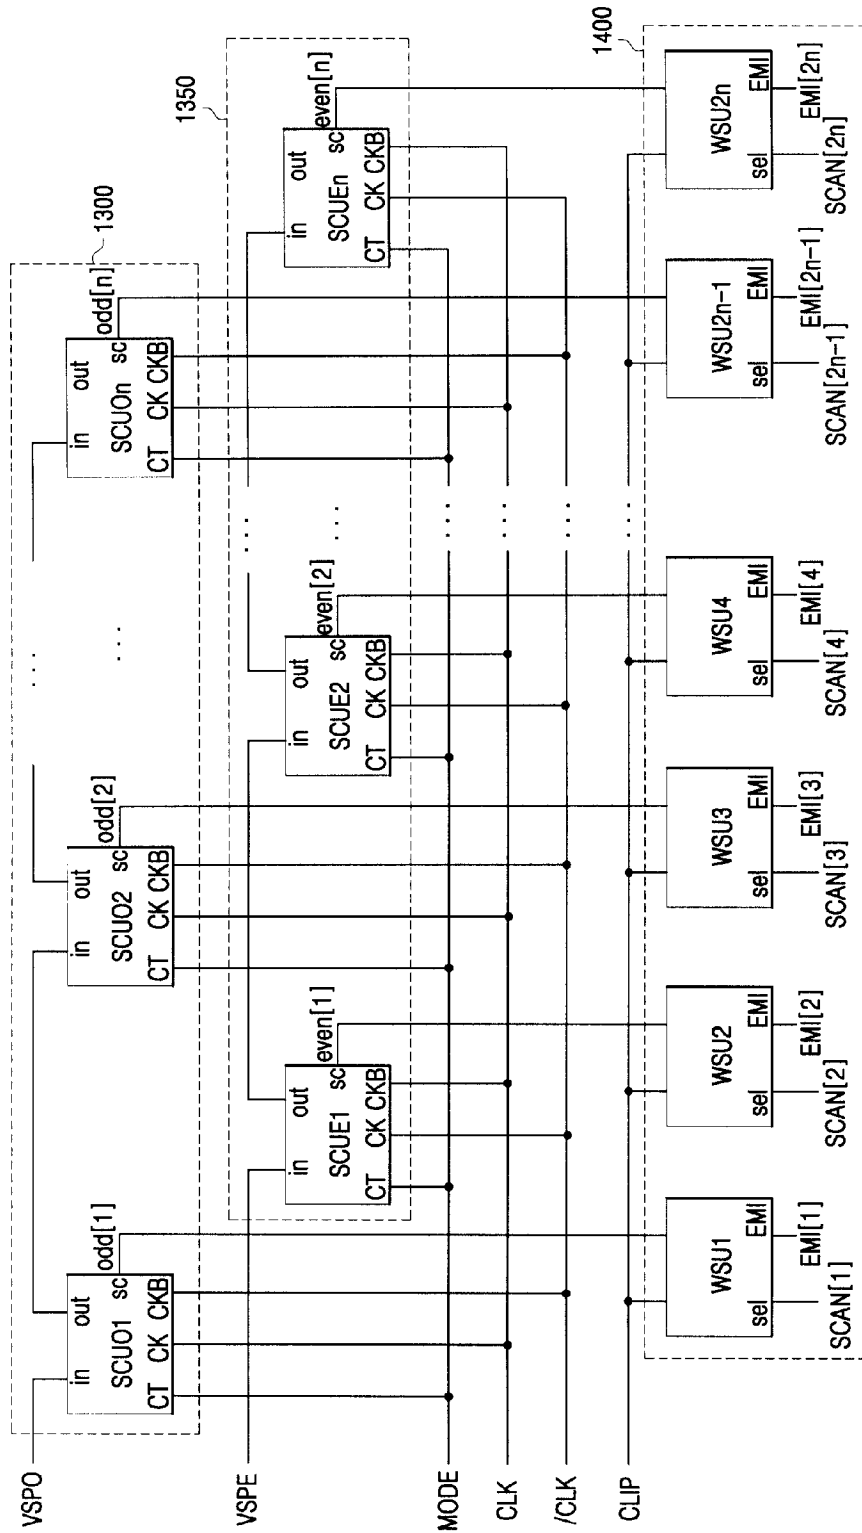 1300
VSPO
in
out
SCUO1
sc
odd[1]
CT
CK
CKB
in
out
SCUO2
sc
odd[2]
CT
CK
CKB
...
...
in
out
SCUOn
sc
odd[n]
CT
CK
CKB
1350
VSPE
in
out
SCUE1
sc
even[1]
CT
CK
CKB
in
out
SCUE2
sc
even[2]
CT
CK
CKB
...
...
in
out
SCUEn
sc
even[n]
CT
CK
CKB
MODE
...
CLK
...
/CLK
...
CLIP
...
1400
WSU1
sel
EMI
SCAN[1]
EMI[1]
WSU2
sel
EMI
SCAN[2]
EMI[2]
WSU3
sel
EMI
SCAN[3]
EMI[3]
WSU4
sel
EMI
SCAN[4]
EMI[4]
WSU2n-1
sel
EMI
SCAN[2n-1]
EMI[2n-1]
WSU2n
sel
EMI
SCAN[2n]
EMI[2n]